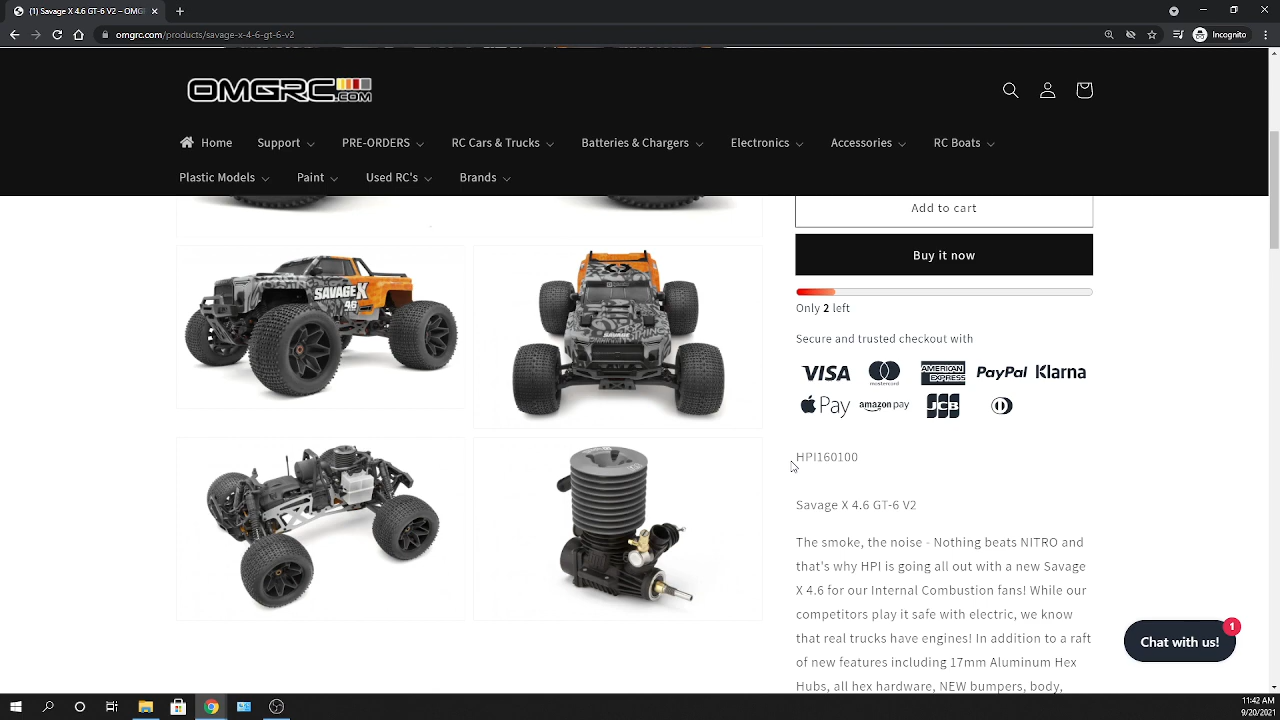 (1) Savage X 4.6 GT-6 V2 – OMG
omgrc.com/products/savage-x-4-6-gt-6-v2
Incognito
OMGRC.COM
Home Support PRE-ORDERS RC Cars & Trucks Batteries & Chargers Electronics Accessories RC Boats
Plastic Models Paint Used RC's Brands
Add to cart
Buy it now
Only 2 left
Secure and trusted checkout with
VISA mastercard AMERICAN EXPRESS PayPal Klarna
Pay amazon pay JCB
SAVAGE X
4.6
SAVAGE
HPI160100
Savage X 4.6 GT-6 V2
The smoke, the noise - Nothing beats NITRO and
that's why HPI is going all out with a new Savage
X 4.6 for our Internal Combustion fans! While our
competitors play it safe with electric, we know
that real trucks have engines! In addition to a raft
of new features including 17mm Aluminum Hex
Hubs, all hex hardware, NEW bumpers, body,
Chat with us!
1
11:42 AM
9/20/2021